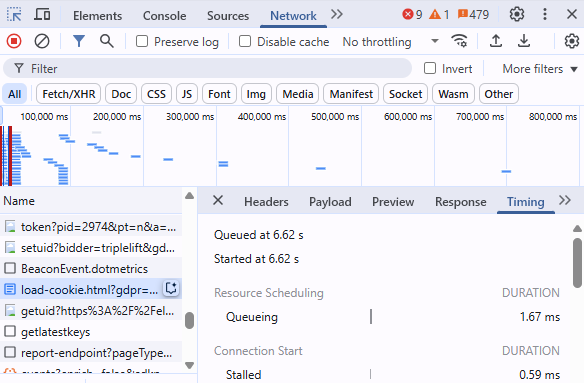 Elements Console Sources Network 9 1 479
Preserve log Disable cache No throttling
Filter Invert More filters
All Fetch/XHR Doc CSS JS Font Img Media Manifest Socket Wasm Other
100,000 ms 200,000 ms 300,000 ms 400,000 ms 500,000 ms 600,000 ms 700,000 ms 800,000 ms
Name
token?pid=2974&pt=n&a=...
setuid?bidder=triplelift&gd...
BeaconEvent.dotmetrics
load-cookie.html?gdpr=...
getuid?https%3A%2F%2Fel...
getlatestkeys
report-endpoint?pageType...
events?enrich=false&sdkn...
Headers Payload Preview Response Timing
Queued at 6.62 s
Started at 6.62 s
Resource Scheduling DURATION
Queueing 1.67 ms
Connection Start DURATION
Stalled 0.59 ms